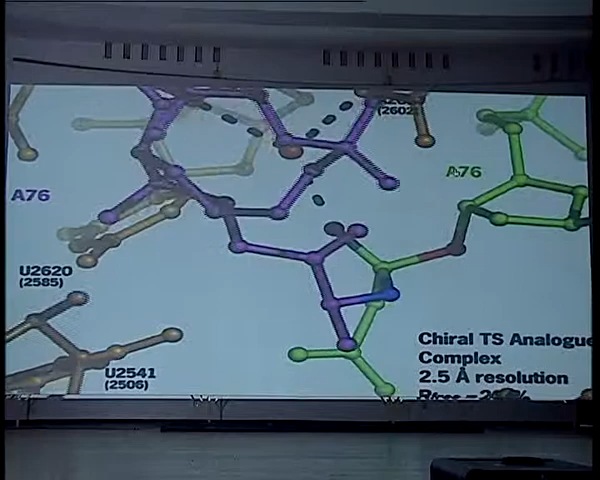 (2602)
A76
A76
U2620
(2585)
U2541
(2506)
Chiral TS Analogue
Complex
2.5 Å resolution